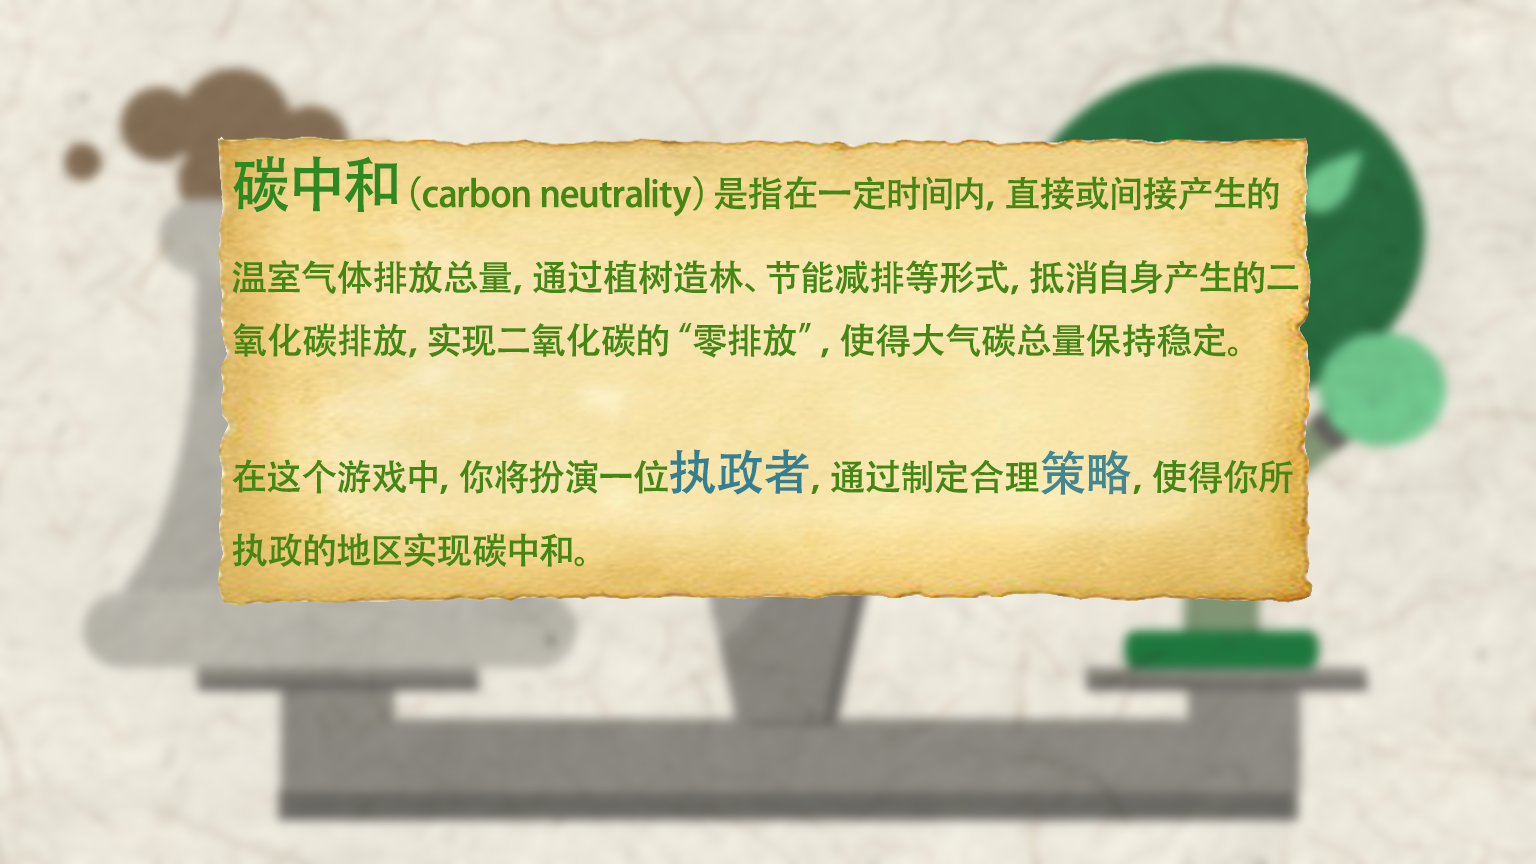 碳中和（carbon neutrality）是指在一定时间内, 直接或间接产生的
温室气体排放总量, 通过植树造林、节能减排等形式, 抵消自身产生的二
氧化碳排放, 实现二氧化碳的“零排放”, 使得大气碳总量保持稳定。
在这个游戏中, 你将扮演一位执政者, 通过制定合理策略, 使得你所
执政的地区实现碳中和。